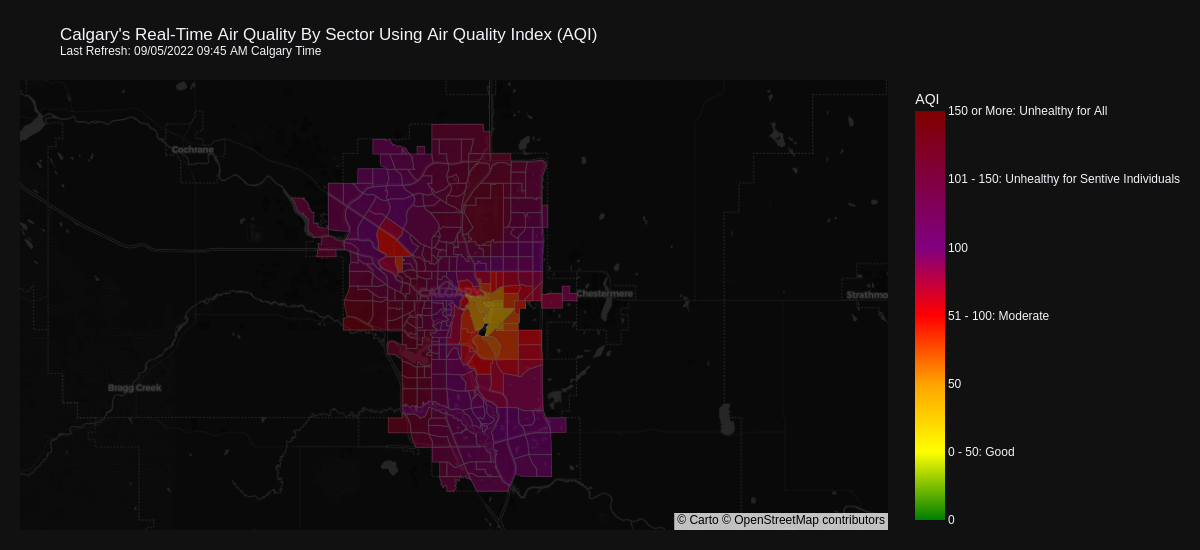 Calgary's Real-Time Air Quality By Sector Using Air Quality Index (AQI)
Last Refresh: 09/05/2022 09:45 AM Calgary Time
AQI
150 or More: Unhealthy for All
Cochrane
101 - 150: Unhealthy for Sentive Individuals
100
Chestermere
Strathmo
51 - 100: Moderate
Bragg Creek
50
0 - 50: Good
0
© Carto © OpenStreetMap contributors